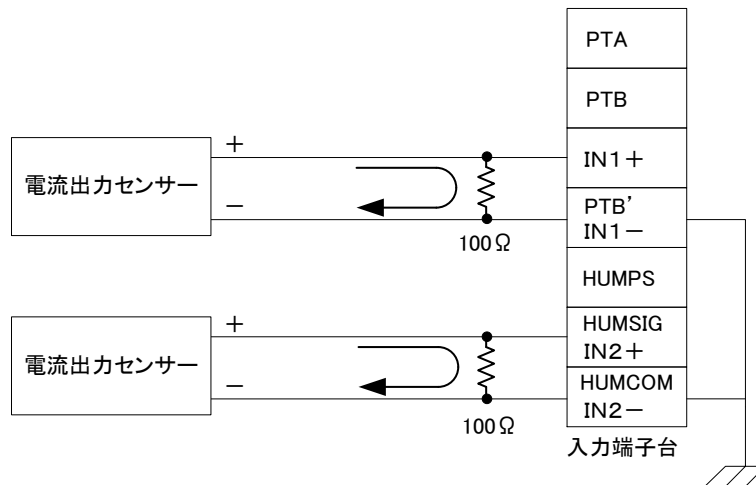 PTA
PTB
IN1+
PTB'
IN1-
HUMPS
HUMSIG
IN2+
HUMCOM
IN2-
入力端子台
電流出力センサー
+
-
100Ω
電流出力センサー
+
-
100Ω